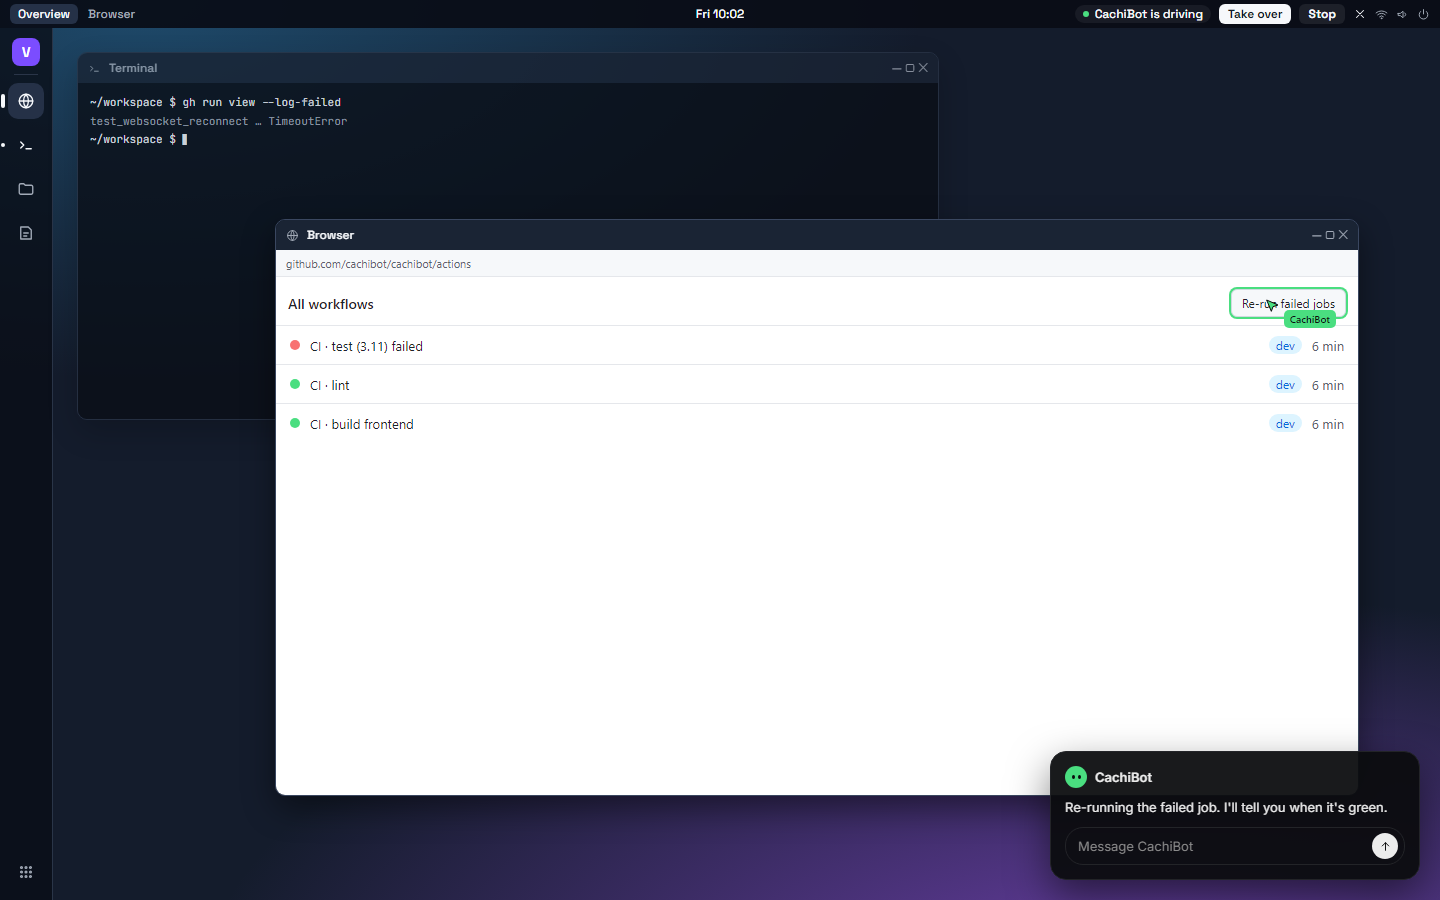 Overview Browser Fri 10:02 CachiBot is driving Take over Stop
V
Terminal
~/workspace $ gh run view --log-failed
test_websocket_reconnect … TimeoutError
~/workspace $
Browser
github.com/cachibot/cachibot/actions
All workflows Re-run failed jobs
CachiBot
CI · test (3.11) failed dev 6 min
CI · lint dev 6 min
CI · build frontend dev 6 min
CachiBot
Re-running the failed job. I'll tell you when it's green.
Message CachiBot